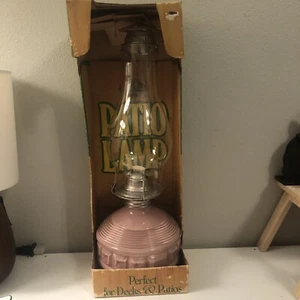 PATIO
LAMP
Perfect
for Decks & Patios